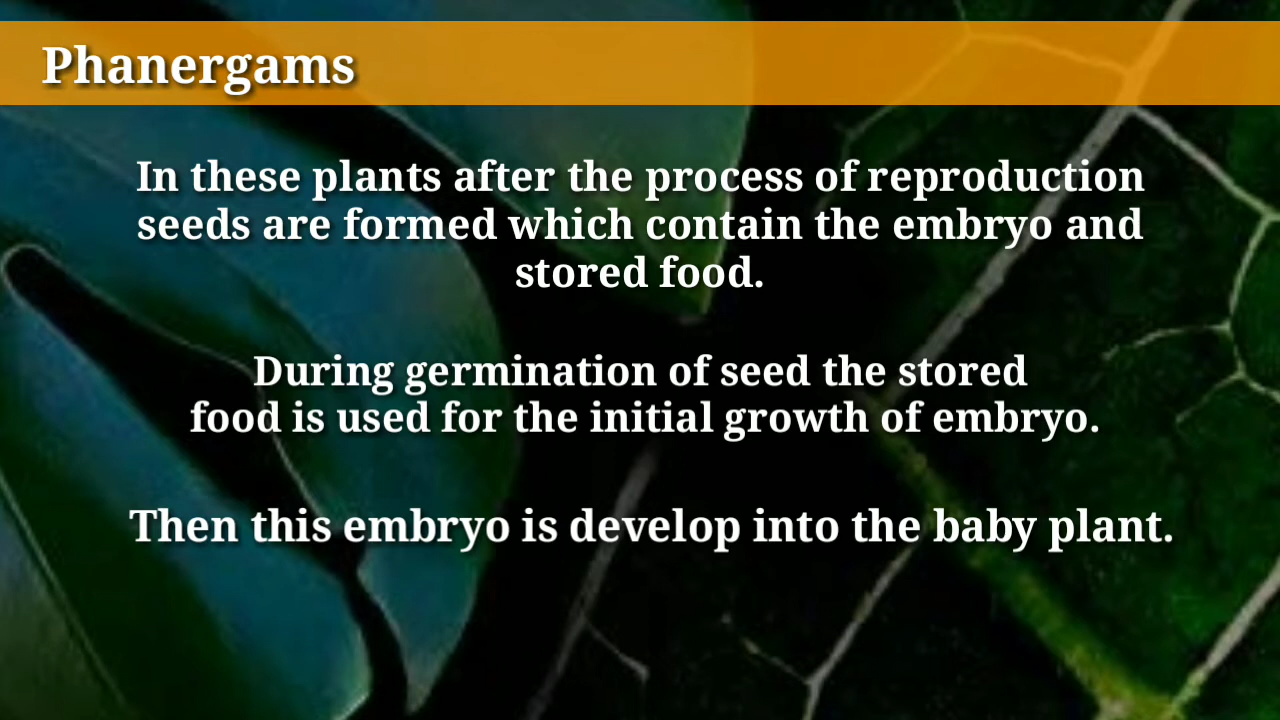 Phanergams
In these plants after the process of reproduction
seeds are formed which contain the embryo and
stored food.
During germination of seed the stored
food is used for the initial growth of embryo.
Then this embryo is develop into the baby plant.